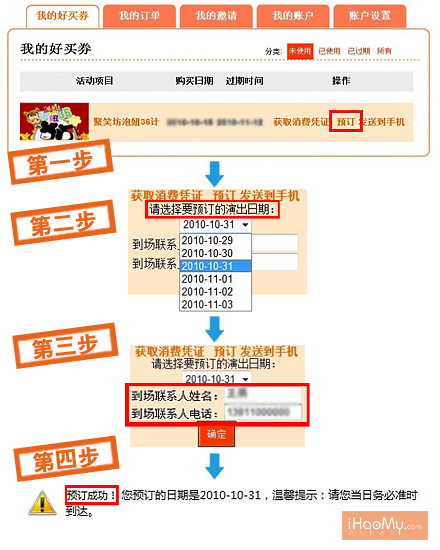 我的好买券 我的订单 我的邀请 我的账户 账户设置
我的好买券 分类: 未使用 已使用 已过期 所有
活动项目 购买日期 过期时间 操作
聚笑坊泡妞36计 获取消费凭证 预订 发送到手机
第一步
获取消费凭证 预订 发送到手机
请选择要预订的演出日期：
第二步
2010-10-31
到场联系
2010-10-29
2010-10-30
到场联系
2010-10-31
2010-11-01
2010-11-02
2010-11-03
第三步
获取消费凭证 预订 发送到手机
请选择要预订的演出日期：
2010-10-31
到场联系人姓名：
到场联系人电话：
确定
第四步
预订成功！ 您预订的日期是2010-10-31，温馨提示：请您当日务必准时
到达。
iHaoMy.com